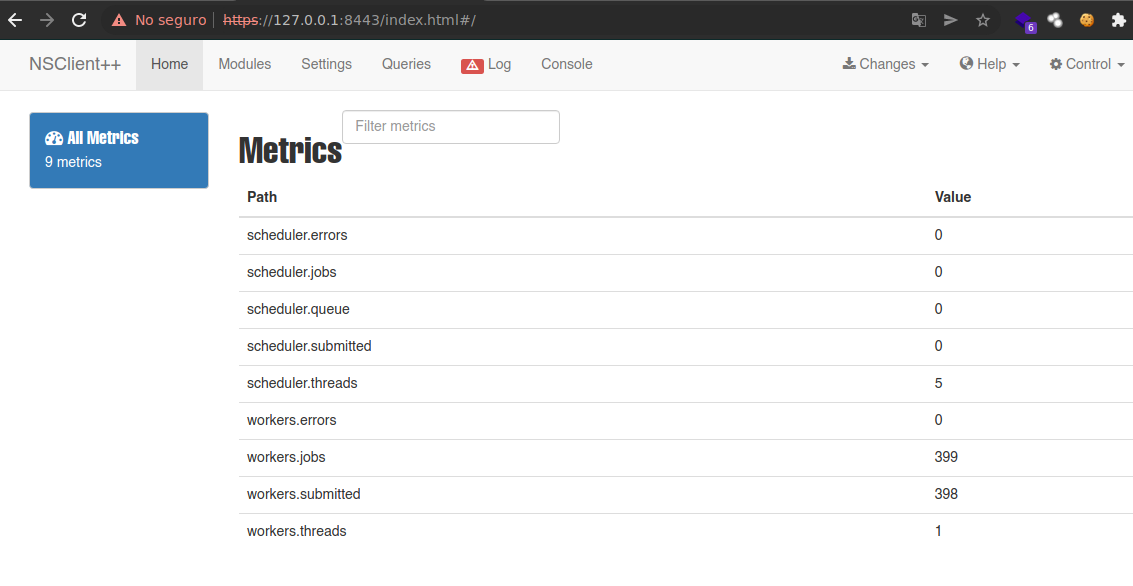 No seguro https://127.0.0.1:8443/index.html#/ 6
NSClient++ Home Modules Settings Queries Log Console Changes Help Control
All Metrics
9 metrics
Filter metrics
Metrics
Path Value
scheduler.errors 0
scheduler.jobs 0
scheduler.queue 0
scheduler.submitted 0
scheduler.threads 5
workers.errors 0
workers.jobs 399
workers.submitted 398
workers.threads 1